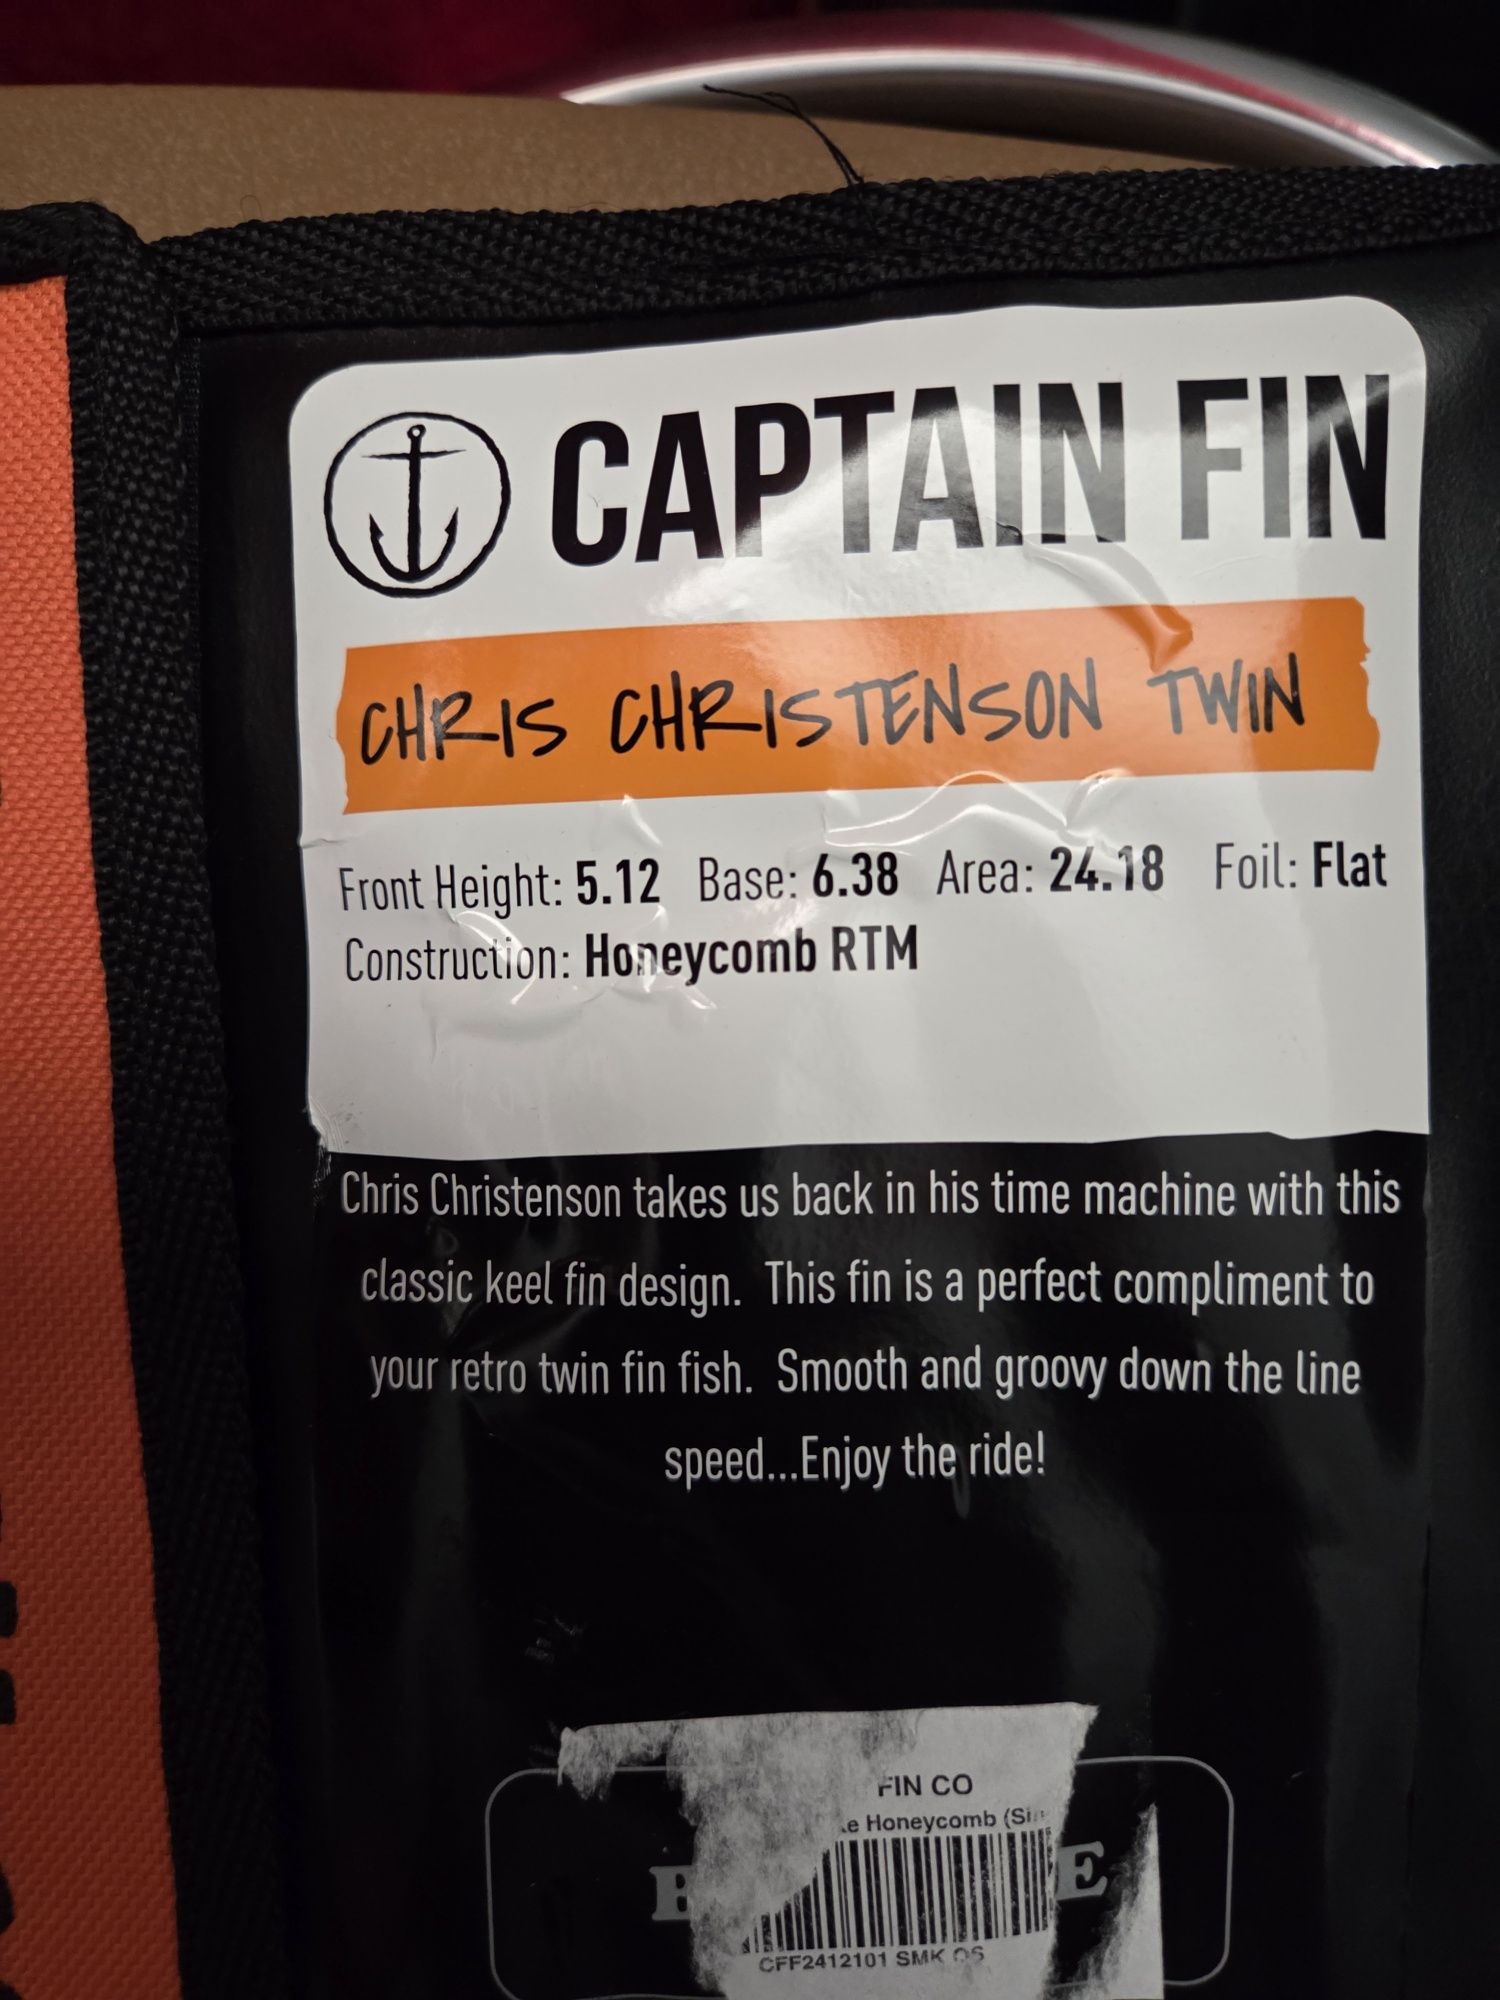 CAPTAIN FIN
CHRIS CHRISTENSON TWIN
Front Height: 5.12 Base: 6.38 Area: 24.18 Foil: Flat
Construction: Honeycomb RTM
Chris Christenson takes us back in his time machine with this
classic keel fin design. This fin is a perfect compliment to
your retro twin fin fish. Smooth and groovy down the line
speed...Enjoy the ride!
FIN CO
Honeycomb
CFF2412101 SMK OS